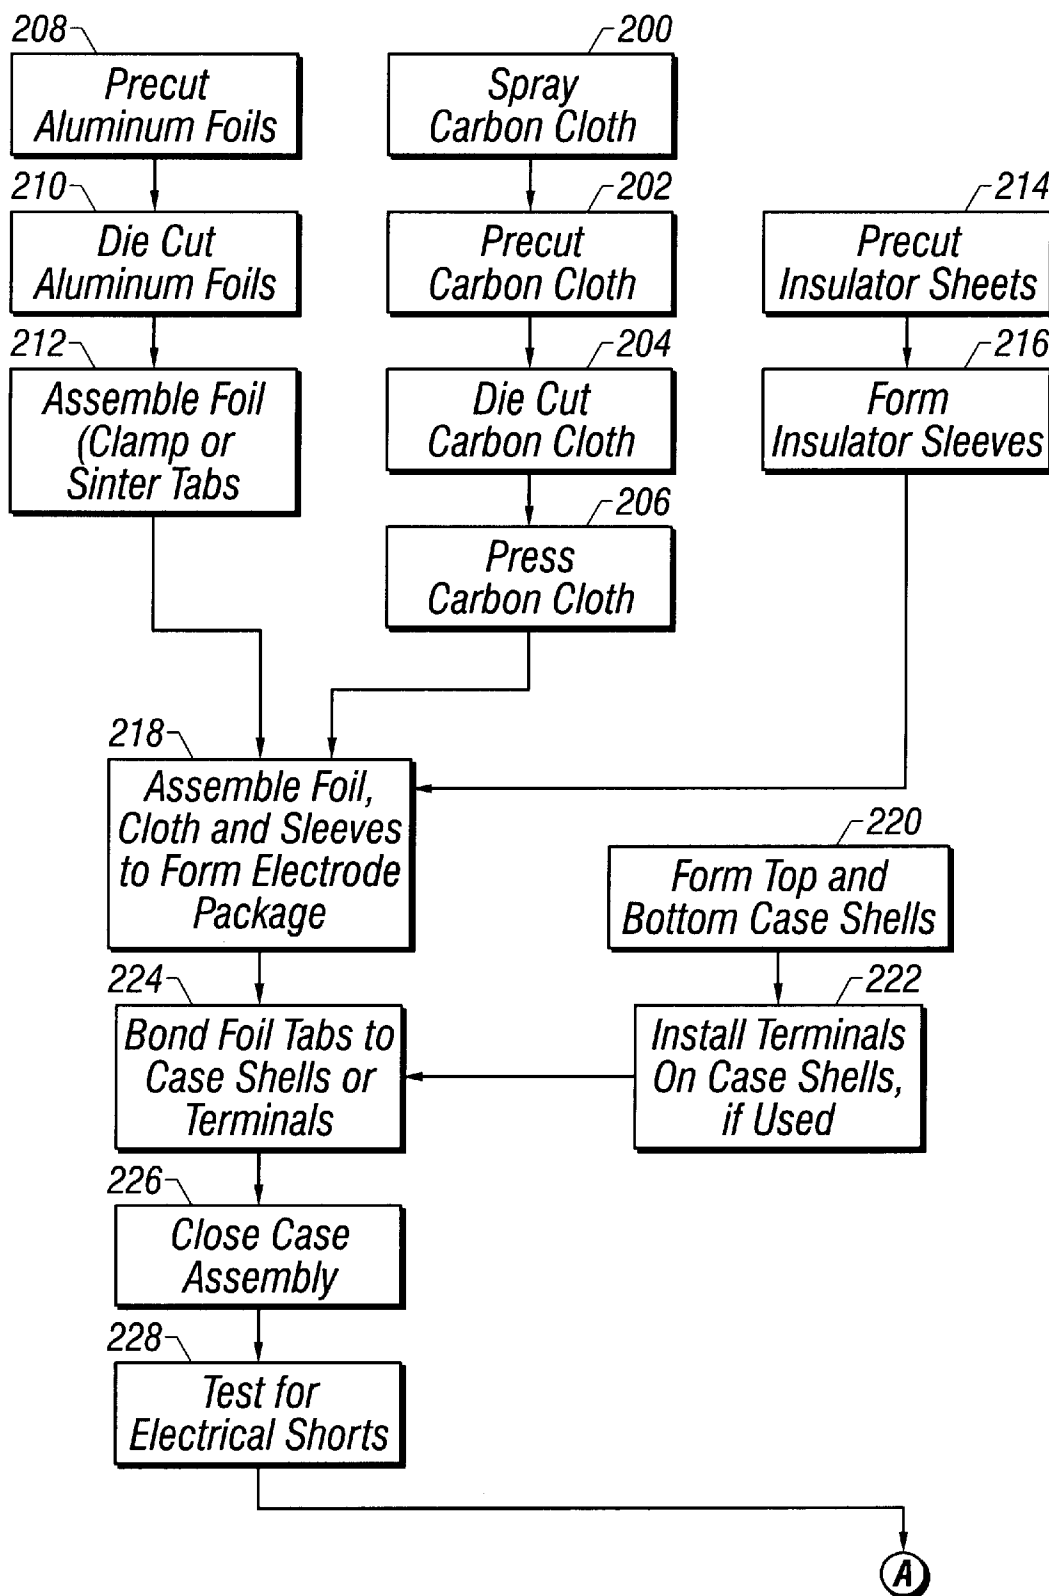 208
Precut
Aluminum Foils
200
Spray
Carbon Cloth
210
Die Cut
Aluminum Foils
202
Precut
Carbon Cloth
214
Precut
Insulator Sheets
212
Assemble Foil
(Clamp or
Sinter Tabs
204
Die Cut
Carbon Cloth
216
Form
Insulator Sleeves
206
Press
Carbon Cloth
218
Assemble Foil,
Cloth and Sleeves
to Form Electrode
Package
220
Form Top and
Bottom Case Shells
224
Bond Foil Tabs to
Case Shells or
Terminals
222
Install Terminals
On Case Shells,
if Used
226
Close Case
Assembly
228
Test for
Electrical Shorts
A